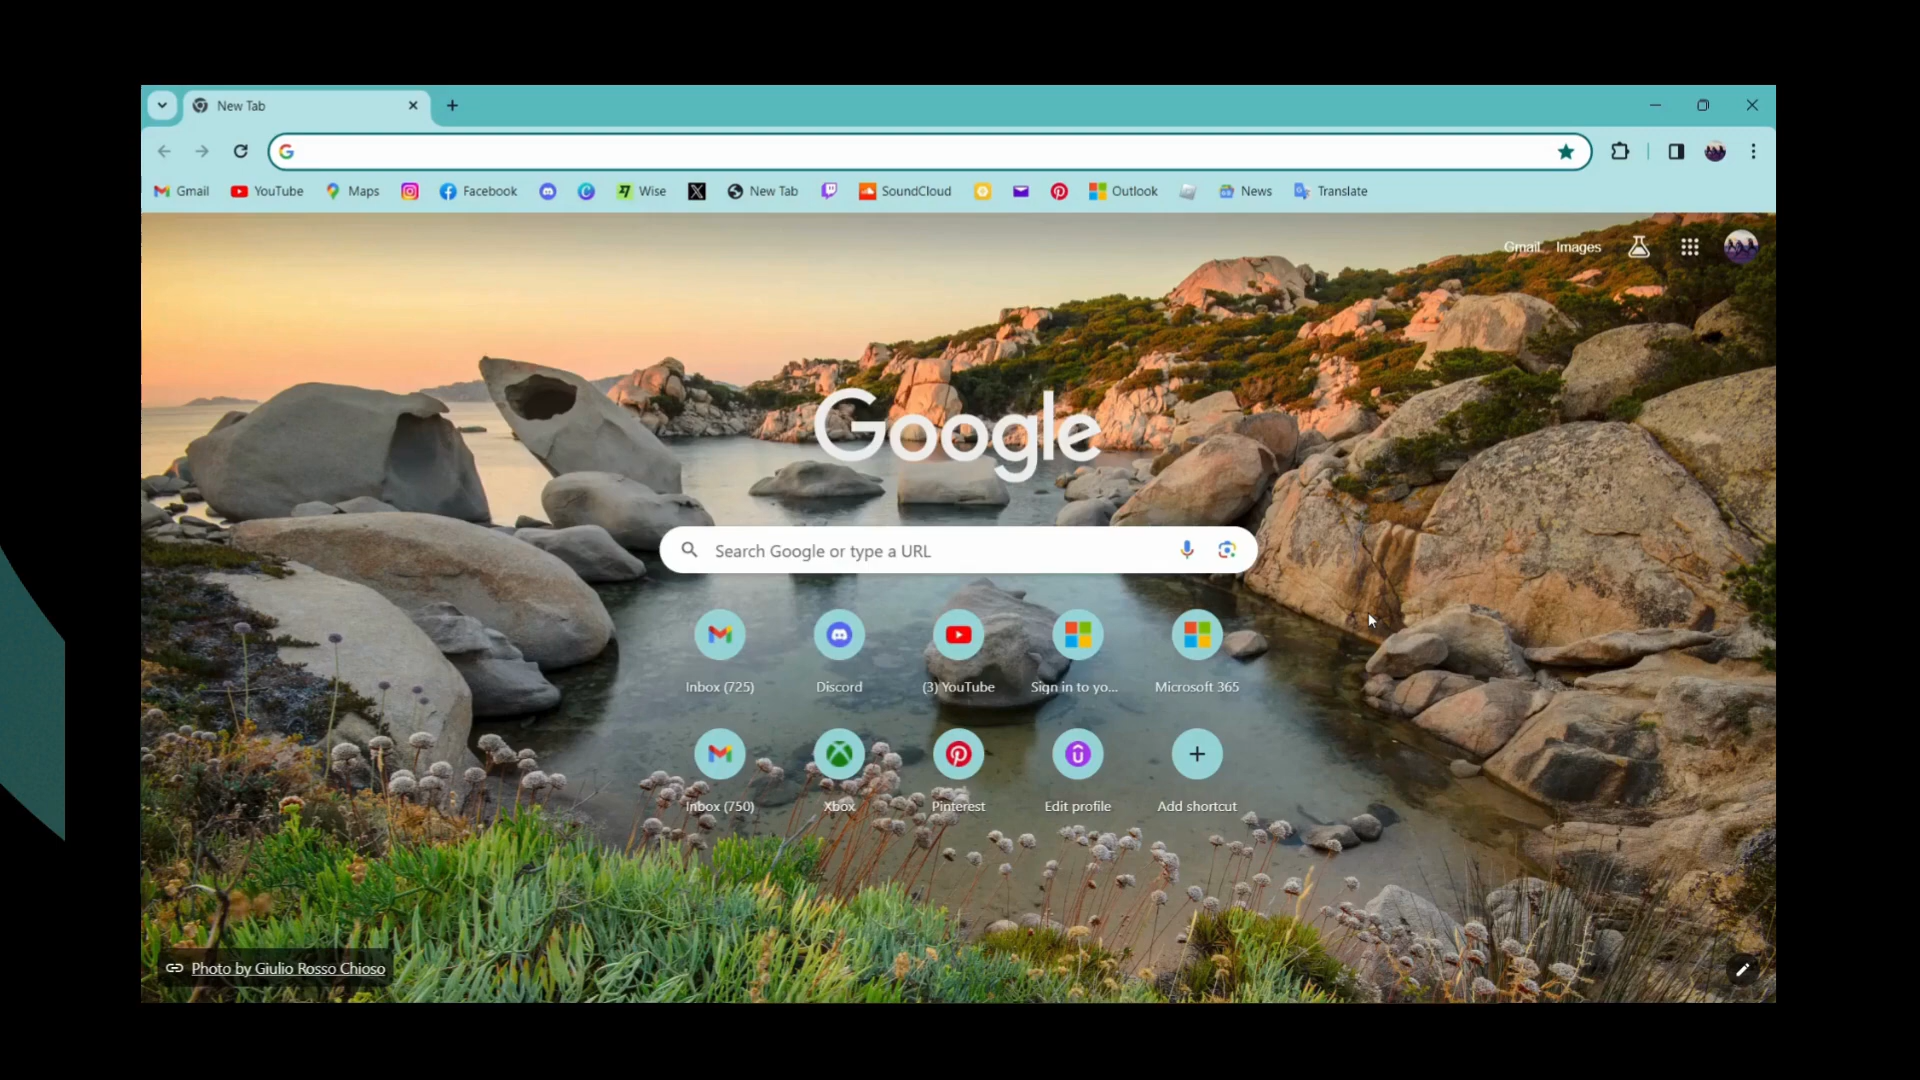 New Tab
Gmail YouTube Maps Facebook Wise New Tab SoundCloud Outlook News Translate
Gmail Images
Google
Search Google or type a URL
Inbox (725) Discord (3) YouTube Sign in to yo... Microsoft 365
Inbox (750) Xbox Pinterest Edit profile Add shortcut
Photo by Giulio Rosso Chioso